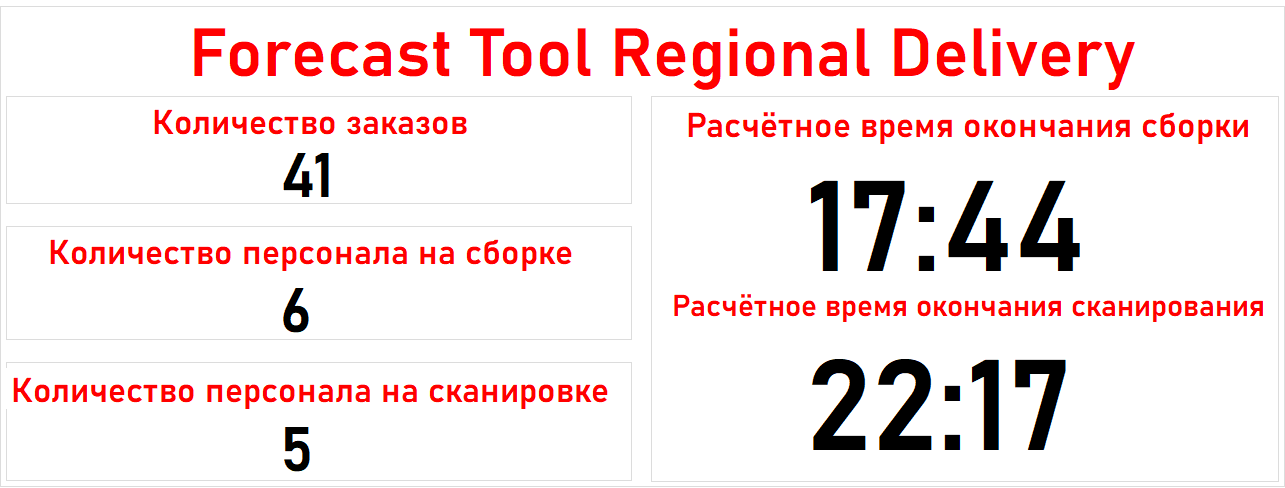 Forecast Tool Regional Delivery
Количество заказов
41
Количество персонала на сборке
6
Количество персонала на сканировке
5
Расчётное время окончания сборки
17:44
Расчётное время окончания сканирования
22:17